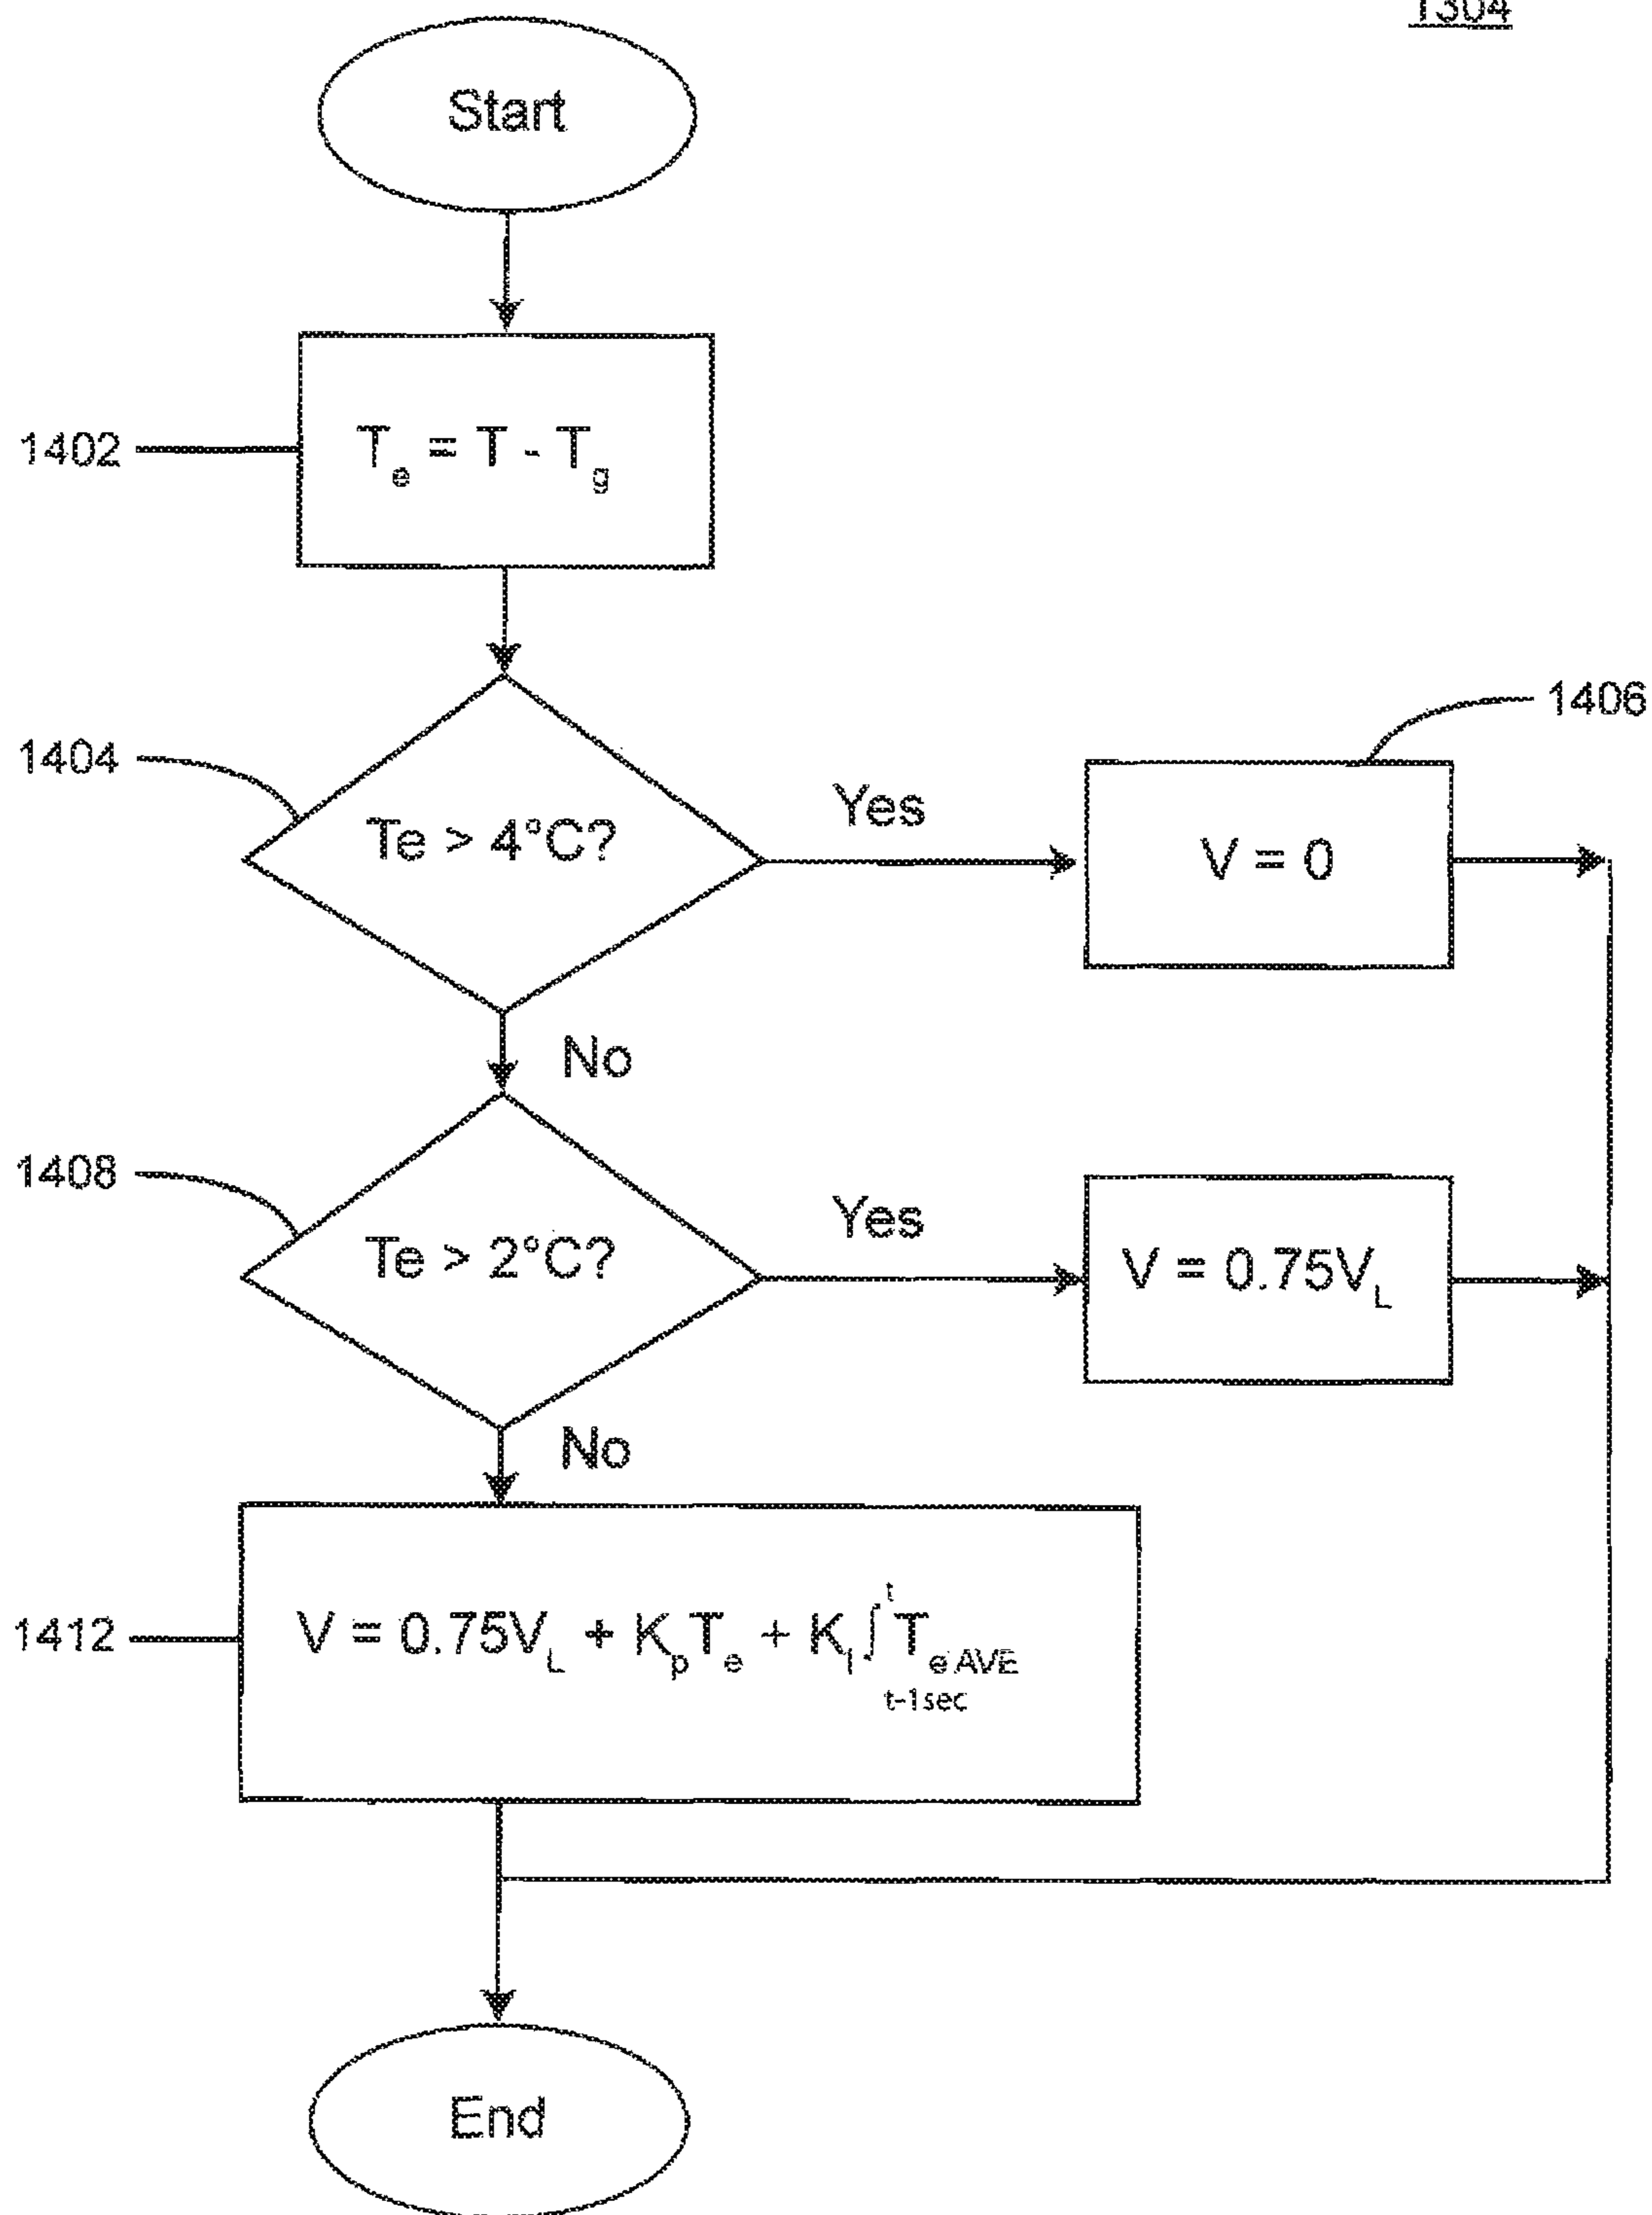 1304
Start
1402
Te = T - Tg
1404
Te > 4°C?
Yes
1406
V = 0
No
1408
Te > 2°C?
Yes
V = 0.75VL
No
1412
V = 0.75VL + KpTe + KI∫ t t-1sec Te AVE
End